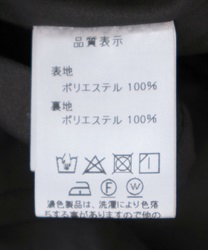 品質表示
表地
ポリエステル 100%
裏地
ポリエステル 100%
F W
濃色製品は、洗濯により色落
ちする事がありますので他の